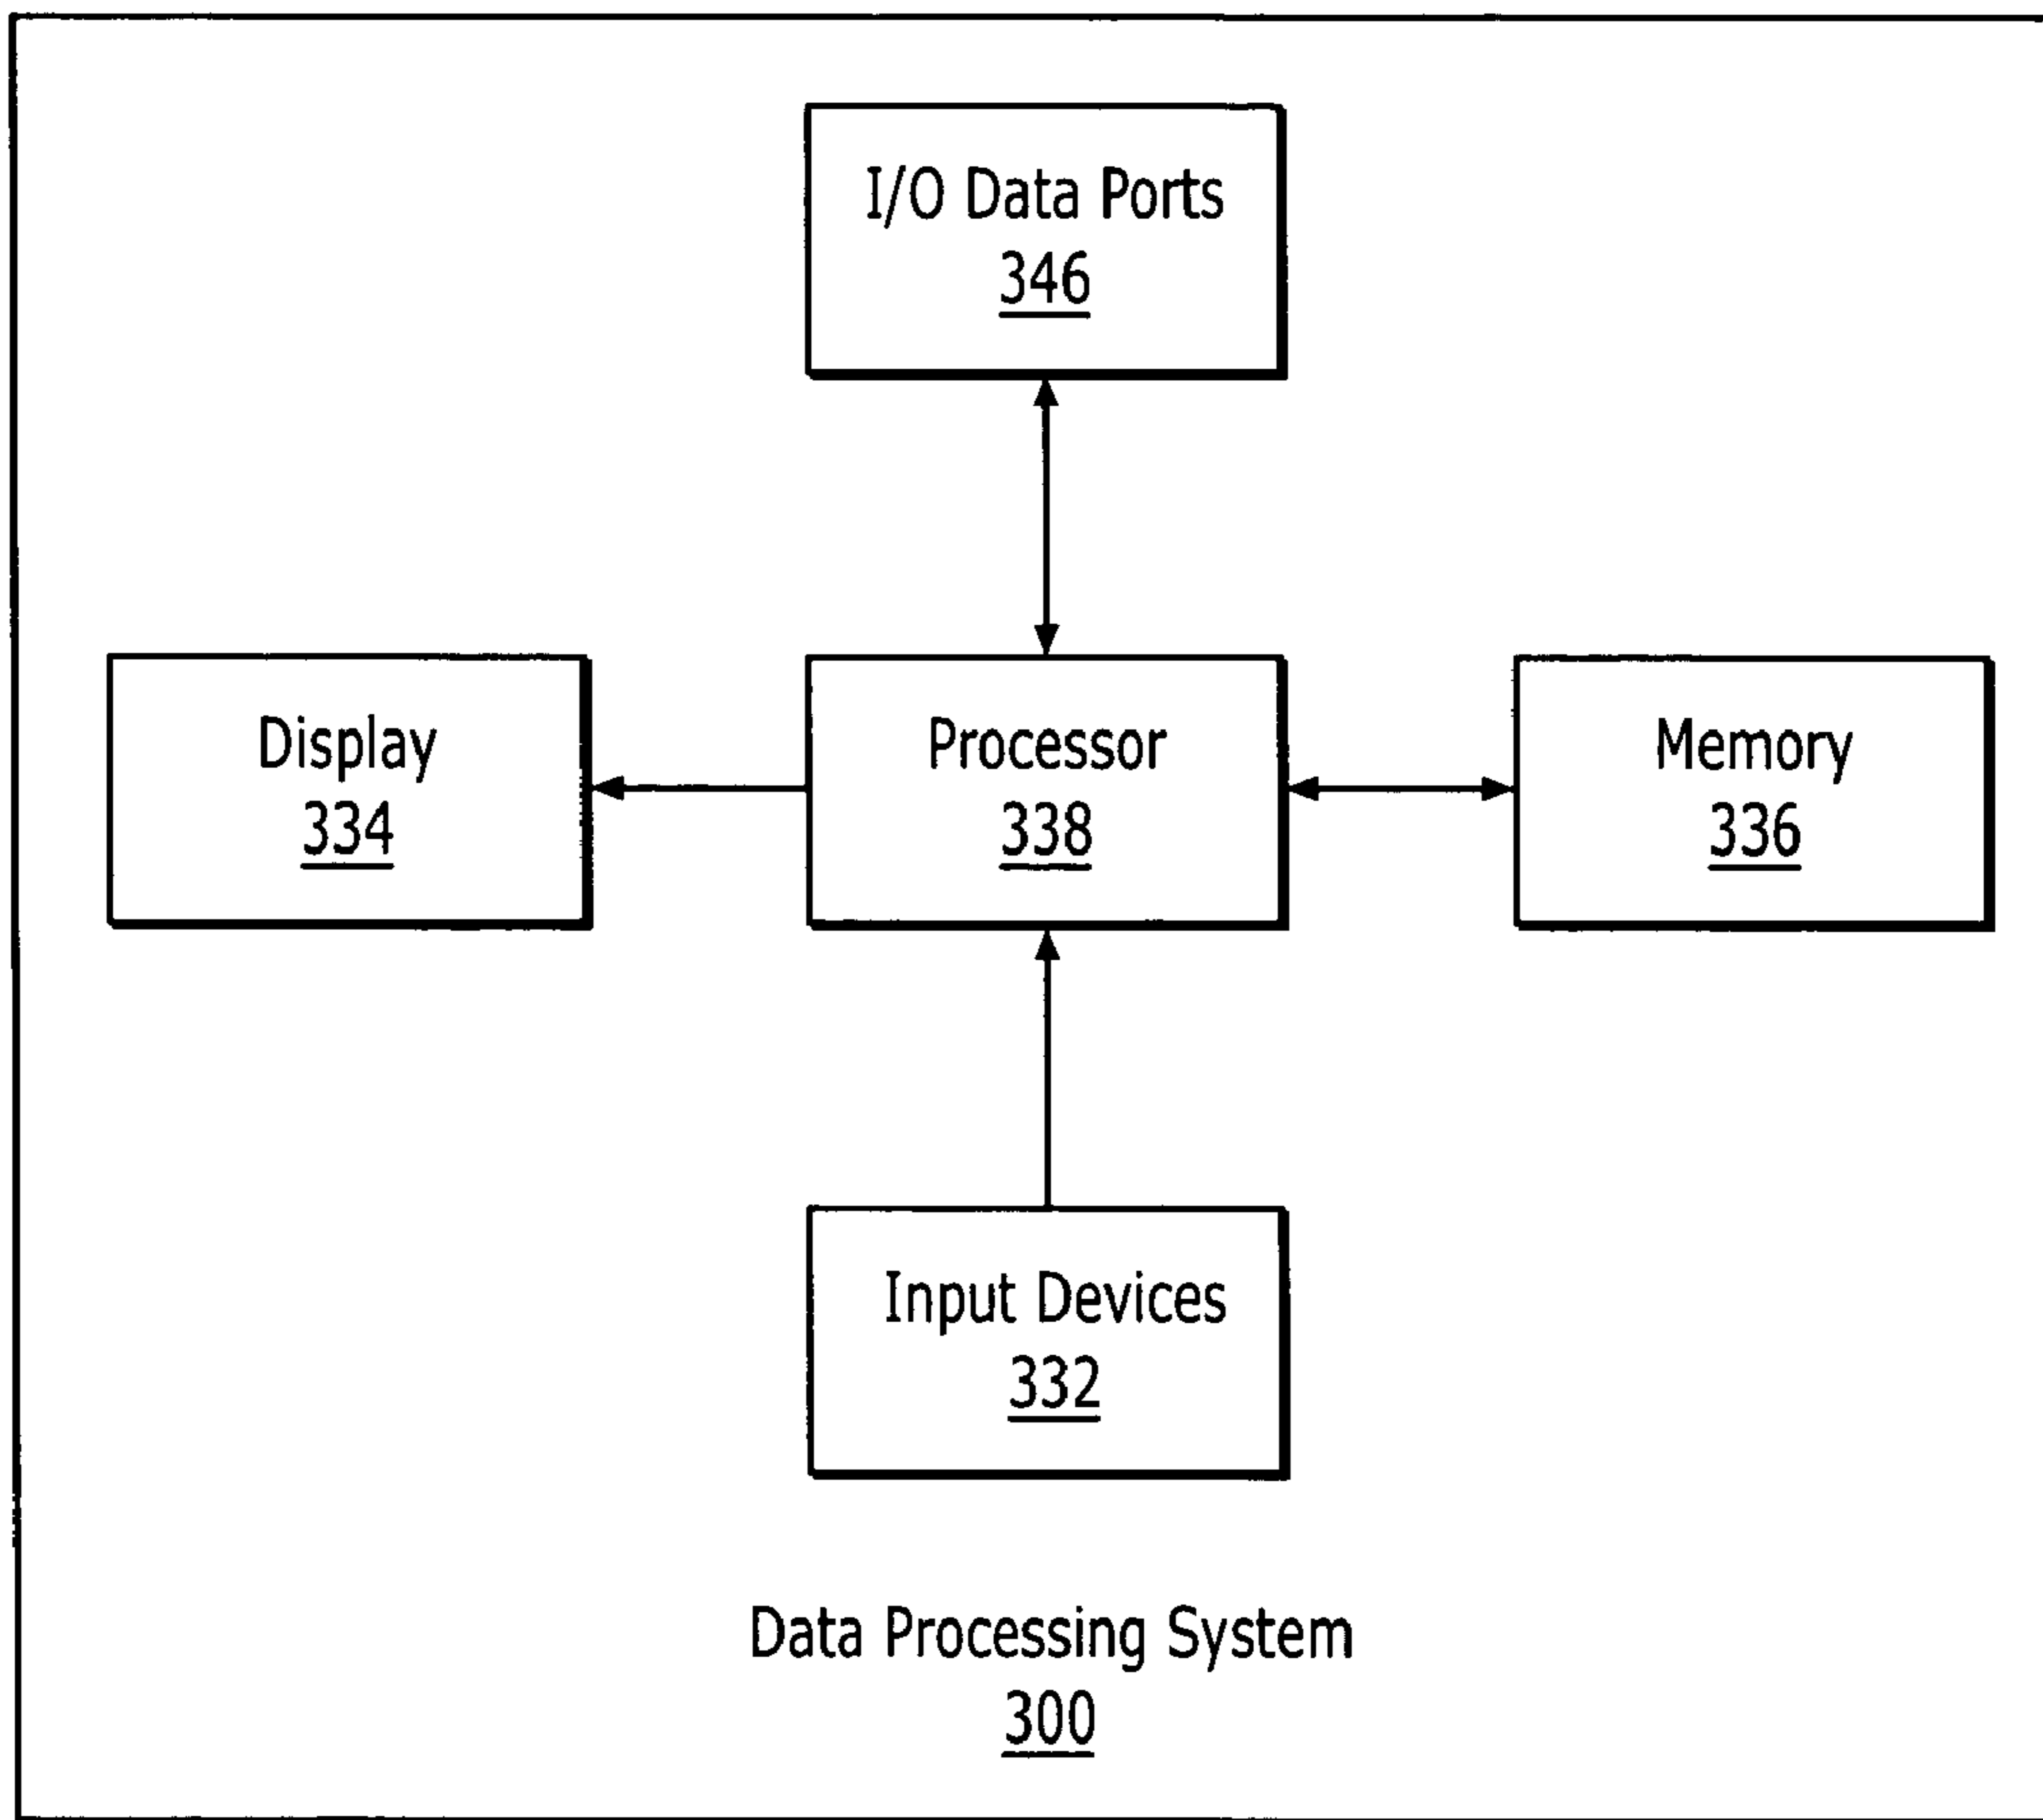 I/O Data Ports
346
Display
334
Processor
338
Memory
336
Input Devices
332
Data Processing System
300